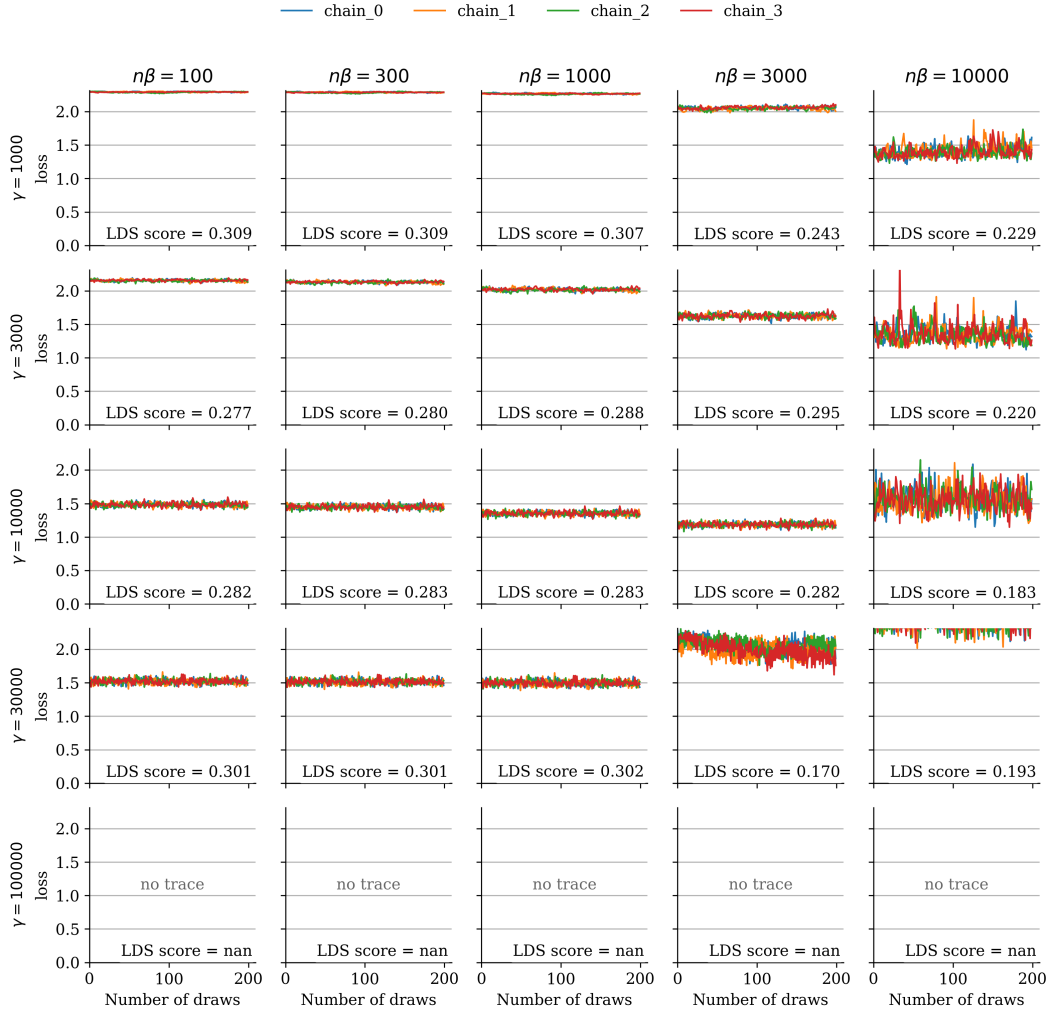 chain_0 chain_1 chain_2 chain_3
nβ = 100 nβ = 300 nβ = 1000 nβ = 3000 nβ = 10000
γ = 1000
loss
2.0
1.5
1.0
0.5
0.0
LDS score = 0.309 LDS score = 0.309 LDS score = 0.307 LDS score = 0.243 LDS score = 0.229
γ = 3000
loss
2.0
1.5
1.0
0.5
0.0
LDS score = 0.277 LDS score = 0.280 LDS score = 0.288 LDS score = 0.295 LDS score = 0.220
γ = 10000
loss
2.0
1.5
1.0
0.5
0.0
LDS score = 0.282 LDS score = 0.283 LDS score = 0.283 LDS score = 0.282 LDS score = 0.183
γ = 30000
loss
2.0
1.5
1.0
0.5
0.0
LDS score = 0.301 LDS score = 0.301 LDS score = 0.302 LDS score = 0.170 LDS score = 0.193
γ = 100000
loss
2.0
1.5
1.0
0.5
0.0
no trace no trace no trace no trace no trace
LDS score = nan LDS score = nan LDS score = nan LDS score = nan LDS score = nan
0 100 200 0 100 200 0 100 200 0 100 200 0 100 200
Number of draws Number of draws Number of draws Number of draws Number of draws